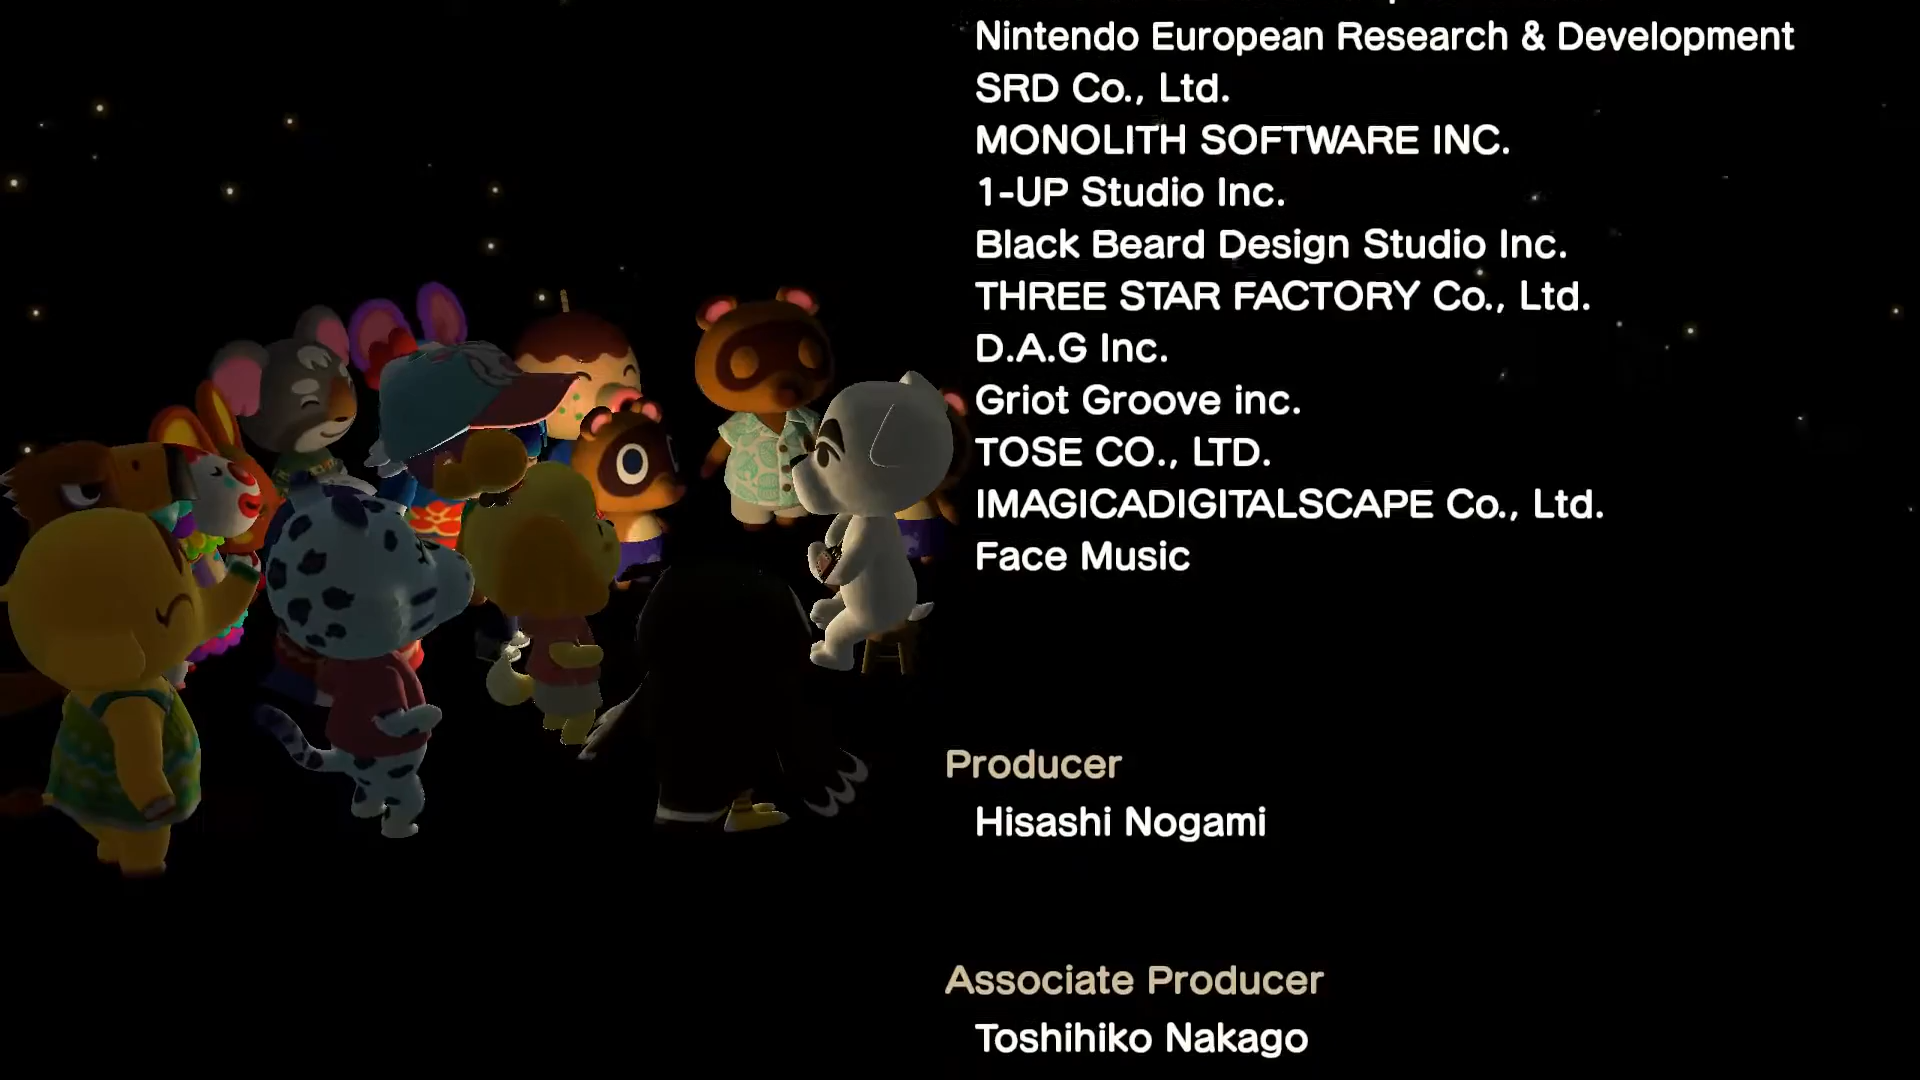 Nintendo European Research & Development
SRD Co., Ltd.
MONOLITH SOFTWARE INC.
1-UP Studio Inc.
Black Beard Design Studio Inc.
THREE STAR FACTORY Co., Ltd.
D.A.G Inc.
Griot Groove inc.
TOSE CO., LTD.
IMAGICADIGITALSCAPE Co., Ltd.
Face Music
Producer
Hisashi Nogami
Associate Producer
Toshihiko Nakago